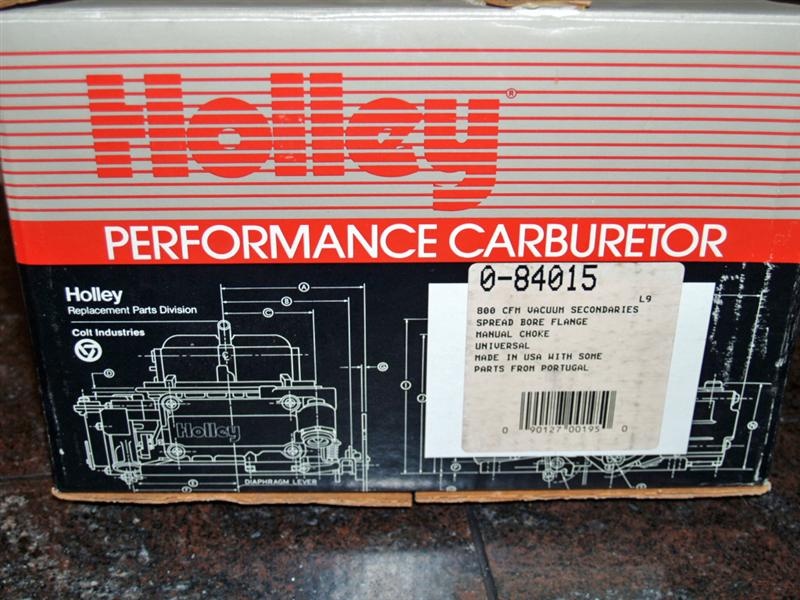 Holley®
PERFORMANCE CARBURETOR
Holley
Replacement Parts Division
Colt Industries
A
B
C
D
G
Holley
E
F
DIAPHRAGM LEVER
0-84015
L9
800 CFM VACUUM SECONDARIES
SPREAD BORE FLANGE
MANUAL CHOKE
UNIVERSAL
MADE IN USA WITH SOME
PARTS FROM PORTUGAL
0 90127 00195 0